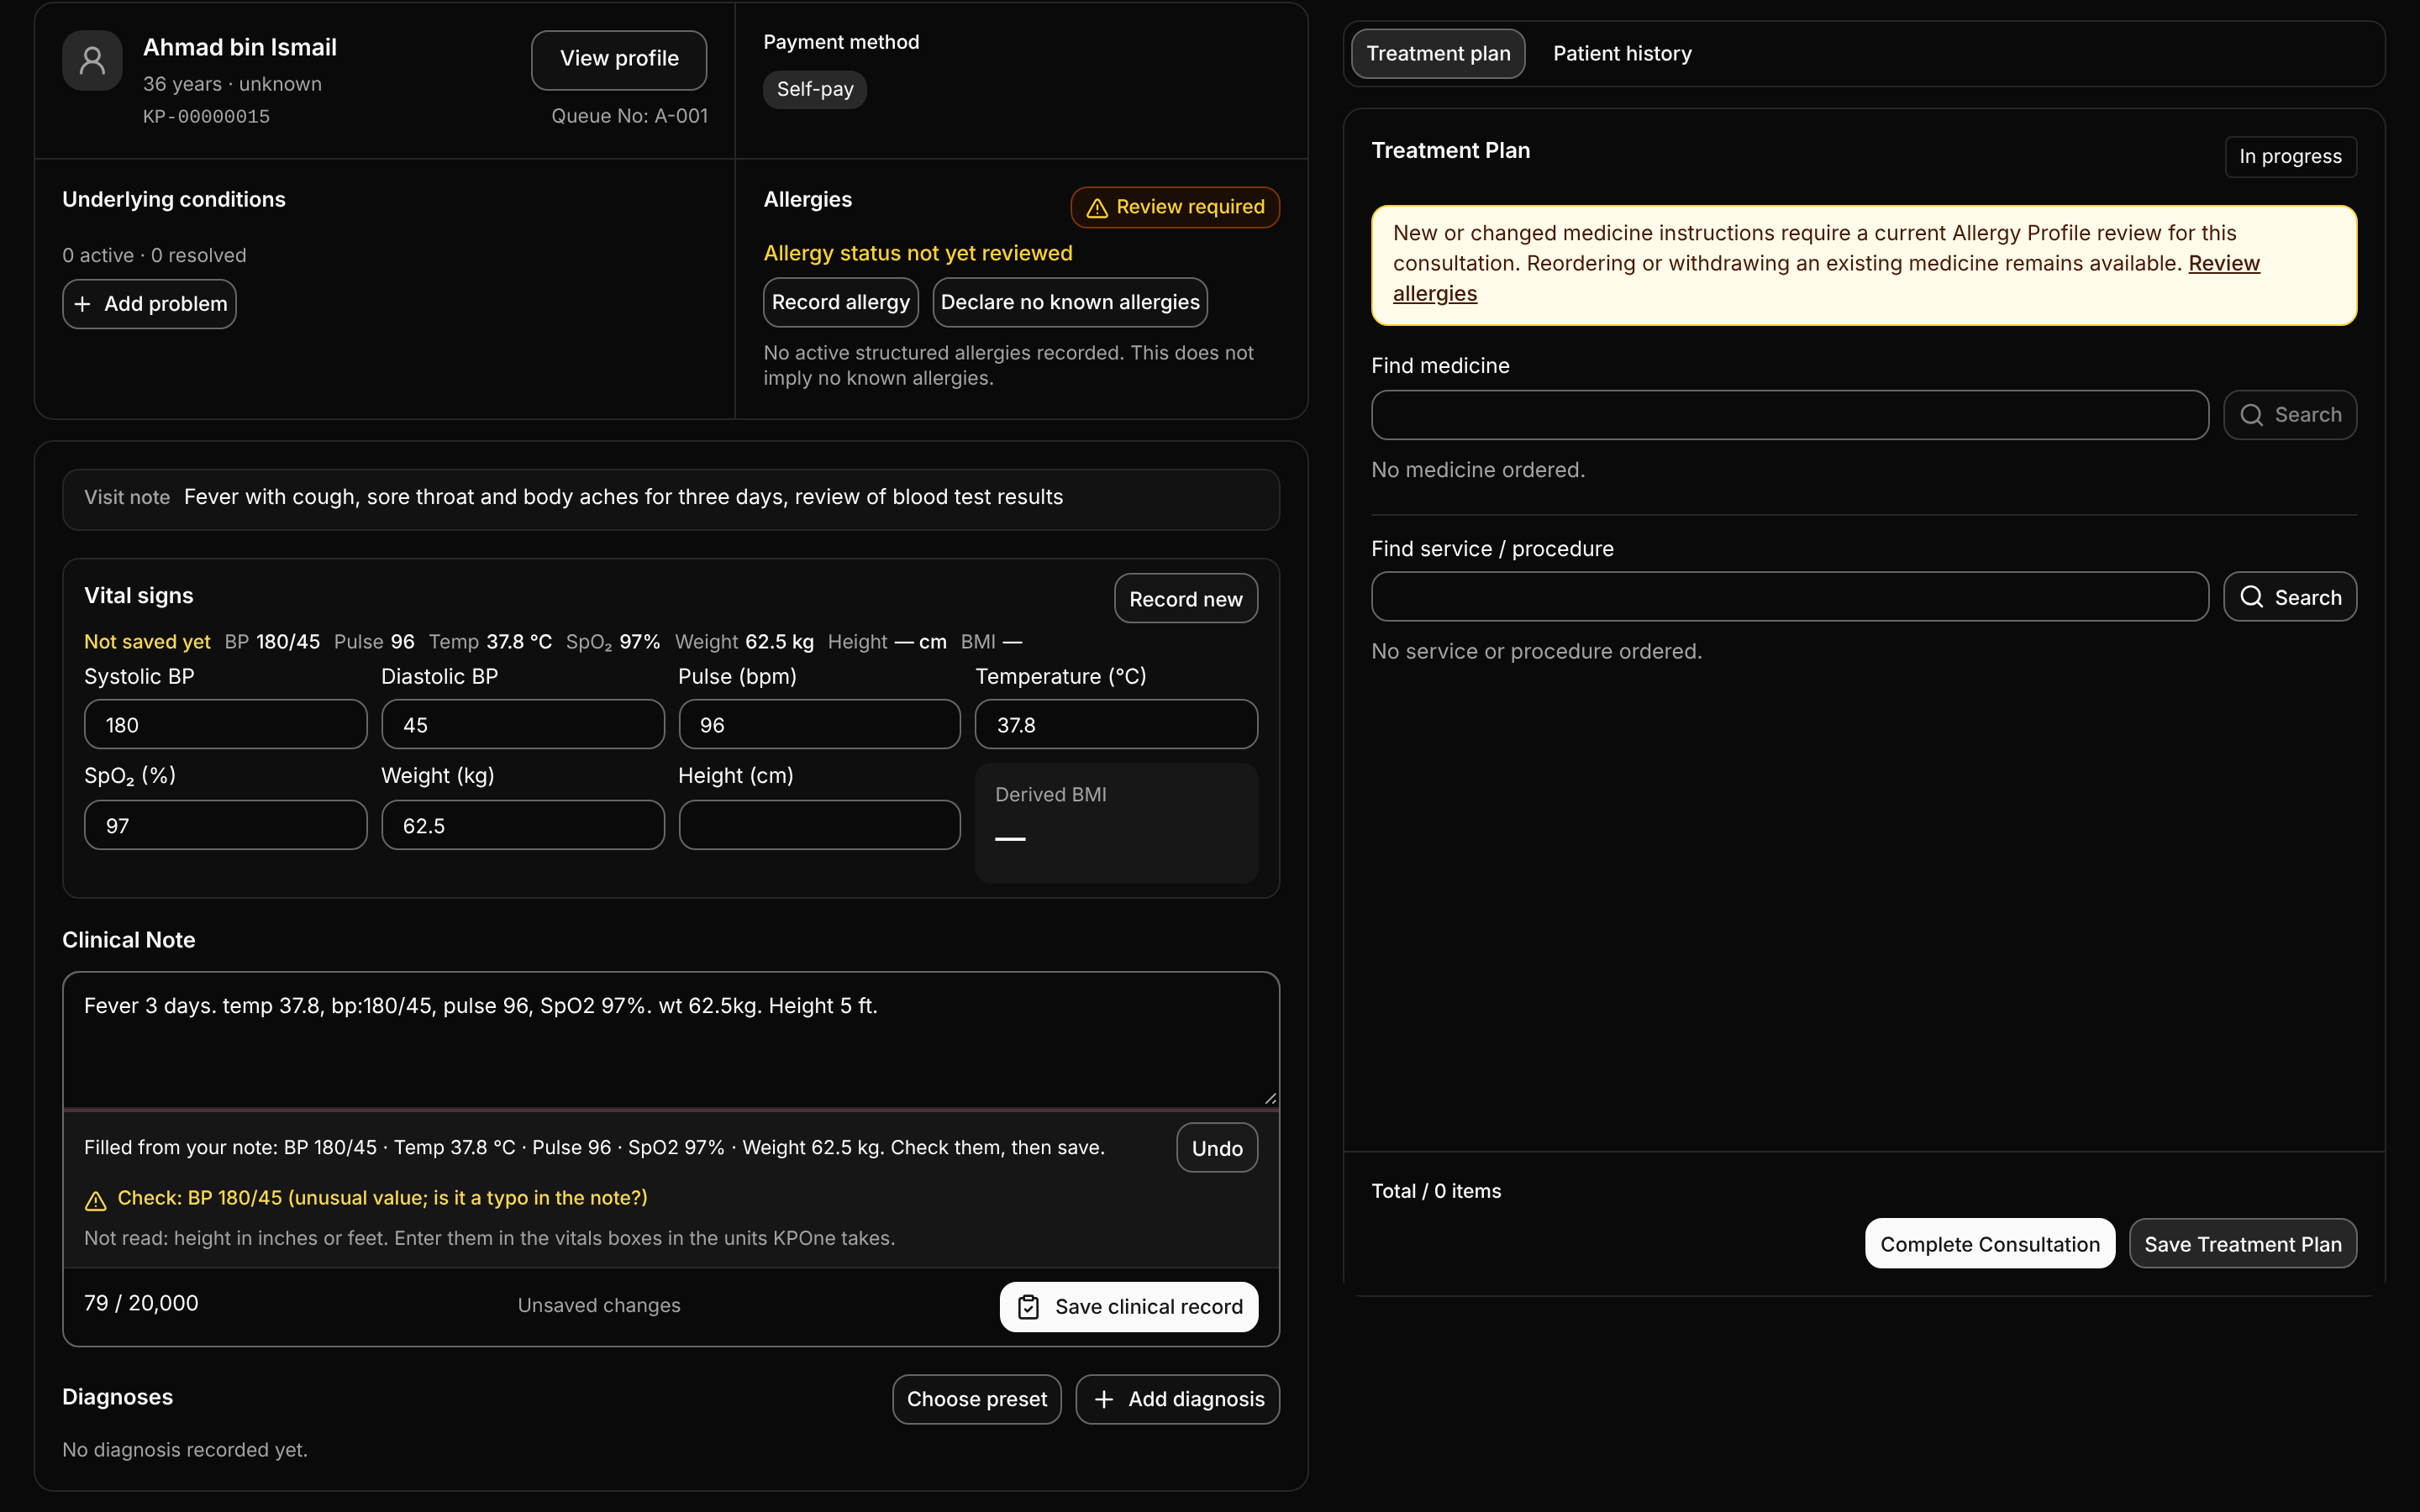 Ahmad bin Ismail
36 years · unknown
KP-00000015
View profile
Queue No: A-001
Payment method
Self-pay
Underlying conditions
0 active · 0 resolved
+ Add problem
Allergies
Review required
Allergy status not yet reviewed
Record allergy
Declare no known allergies
No active structured allergies recorded. This does not
imply no known allergies.
Visit note Fever with cough, sore throat and body aches for three days, review of blood test results
Vital signs
Record new
Not saved yet BP 180/45 Pulse 96 Temp 37.8 °C SpO₂ 97% Weight 62.5 kg Height — cm BMI —
Systolic BP Diastolic BP Pulse (bpm) Temperature (°C)
180 45 96 37.8
SpO₂ (%) Weight (kg) Height (cm) Derived BMI
97 62.5 —
Clinical Note
Fever 3 days. temp 37.8, bp:180/45, pulse 96, SpO2 97%. wt 62.5kg. Height 5 ft.
Filled from your note: BP 180/45 · Temp 37.8 °C · Pulse 96 · SpO2 97% · Weight 62.5 kg. Check them, then save.
Undo
Check: BP 180/45 (unusual value; is it a typo in the note?)
Not read: height in inches or feet. Enter them in the vitals boxes in the units KPOne takes.
79 / 20,000
Unsaved changes
Save clinical record
Diagnoses
Choose preset
+ Add diagnosis
No diagnosis recorded yet.
Treatment plan
Patient history
Treatment Plan
In progress
New or changed medicine instructions require a current Allergy Profile review for this
consultation. Reordering or withdrawing an existing medicine remains available. Review
allergies
Find medicine
Search
No medicine ordered.
Find service / procedure
Search
No service or procedure ordered.
Total / 0 items
Complete Consultation
Save Treatment Plan